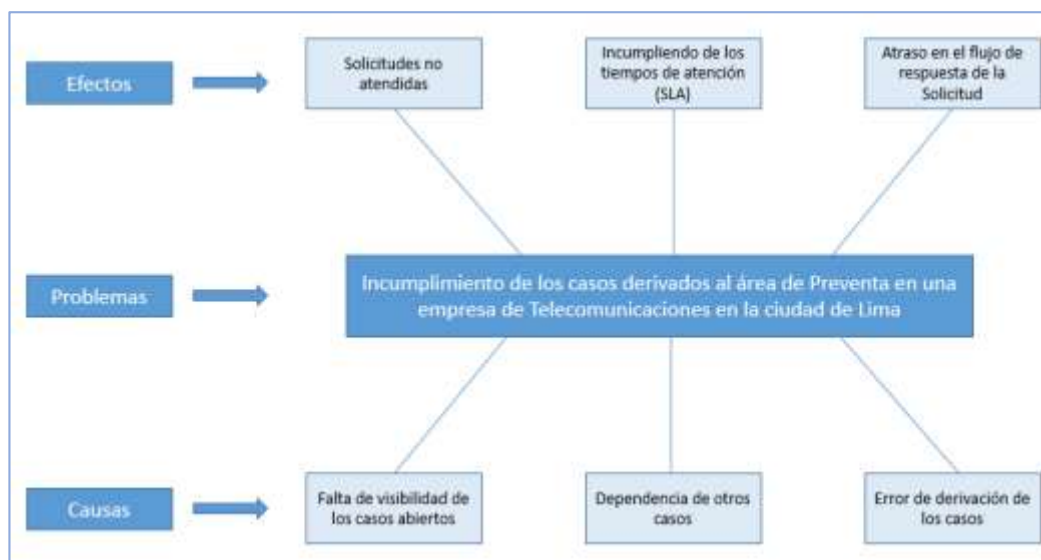 Efectos
Solicitudes no
atendidas
Incumpliendo de los
tiempos de atención
(SLA)
Atraso en el flujo de
respuesta de la
Solicitud
Problemas
Incumplimiento de los casos derivados al área de Preventa en una
empresa de Telecomunicaciones en la ciudad de Lima
Causas
Falta de visibilidad de
los casos abiertos
Dependencia de otros
casos
Error de derivación de
los casos